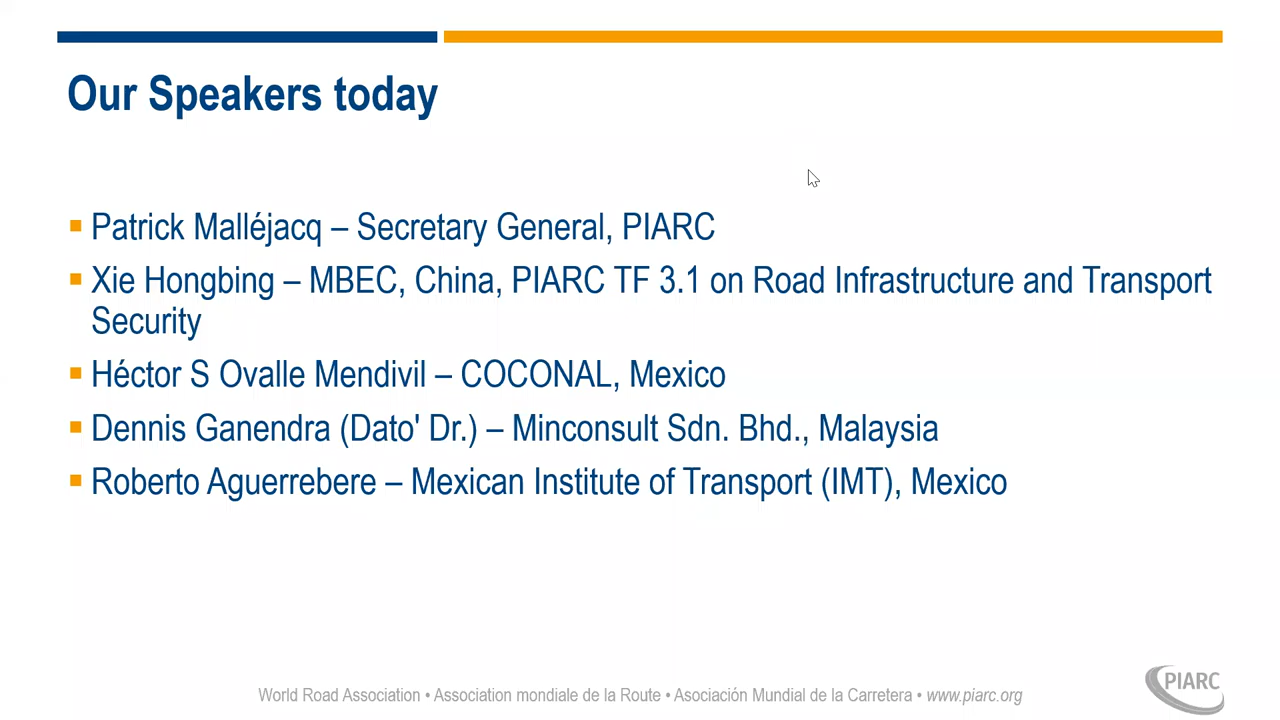 Our Speakers today
Patrick Malléjacq – Secretary General, PIARC
Xie Hongbing – MBEC, China, PIARC TF 3.1 on Road Infrastructure and Transport
Security
Héctor S Ovalle Mendivil – COCONAL, Mexico
Dennis Ganendra (Dato' Dr.) – Minconsult Sdn. Bhd., Malaysia
Roberto Aguerrebere – Mexican Institute of Transport (IMT), Mexico
World Road Association • Association mondiale de la Route • Asociación Mundial de la Carretera • www.piarc.org
PIARC